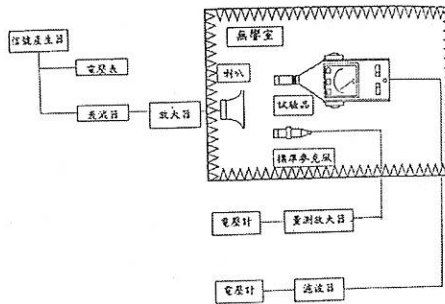 信號產生器
電壓表
衰減器
放大器
無響室
喇叭
試驗品
標準麥克風
電壓計
量測放大器
電壓計
濾波器